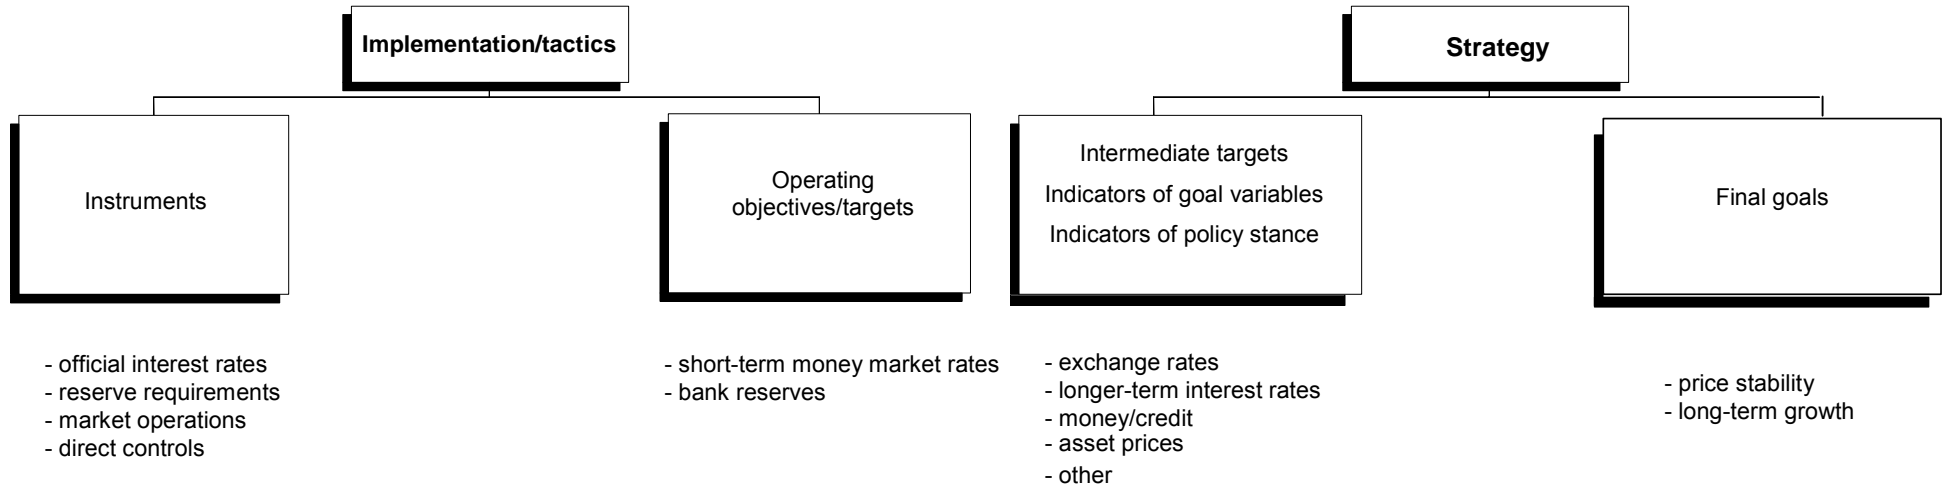 Implementation/tactics
Strategy
Instruments
Operating
objectives/targets
Intermediate targets
Indicators of goal variables
Indicators of policy stance
Final goals
- official interest rates
- reserve requirements
- market operations
- direct controls
- short-term money market rates
- bank reserves
- exchange rates
- longer-term interest rates
- money/credit
- asset prices
- other
- price stability
- long-term growth